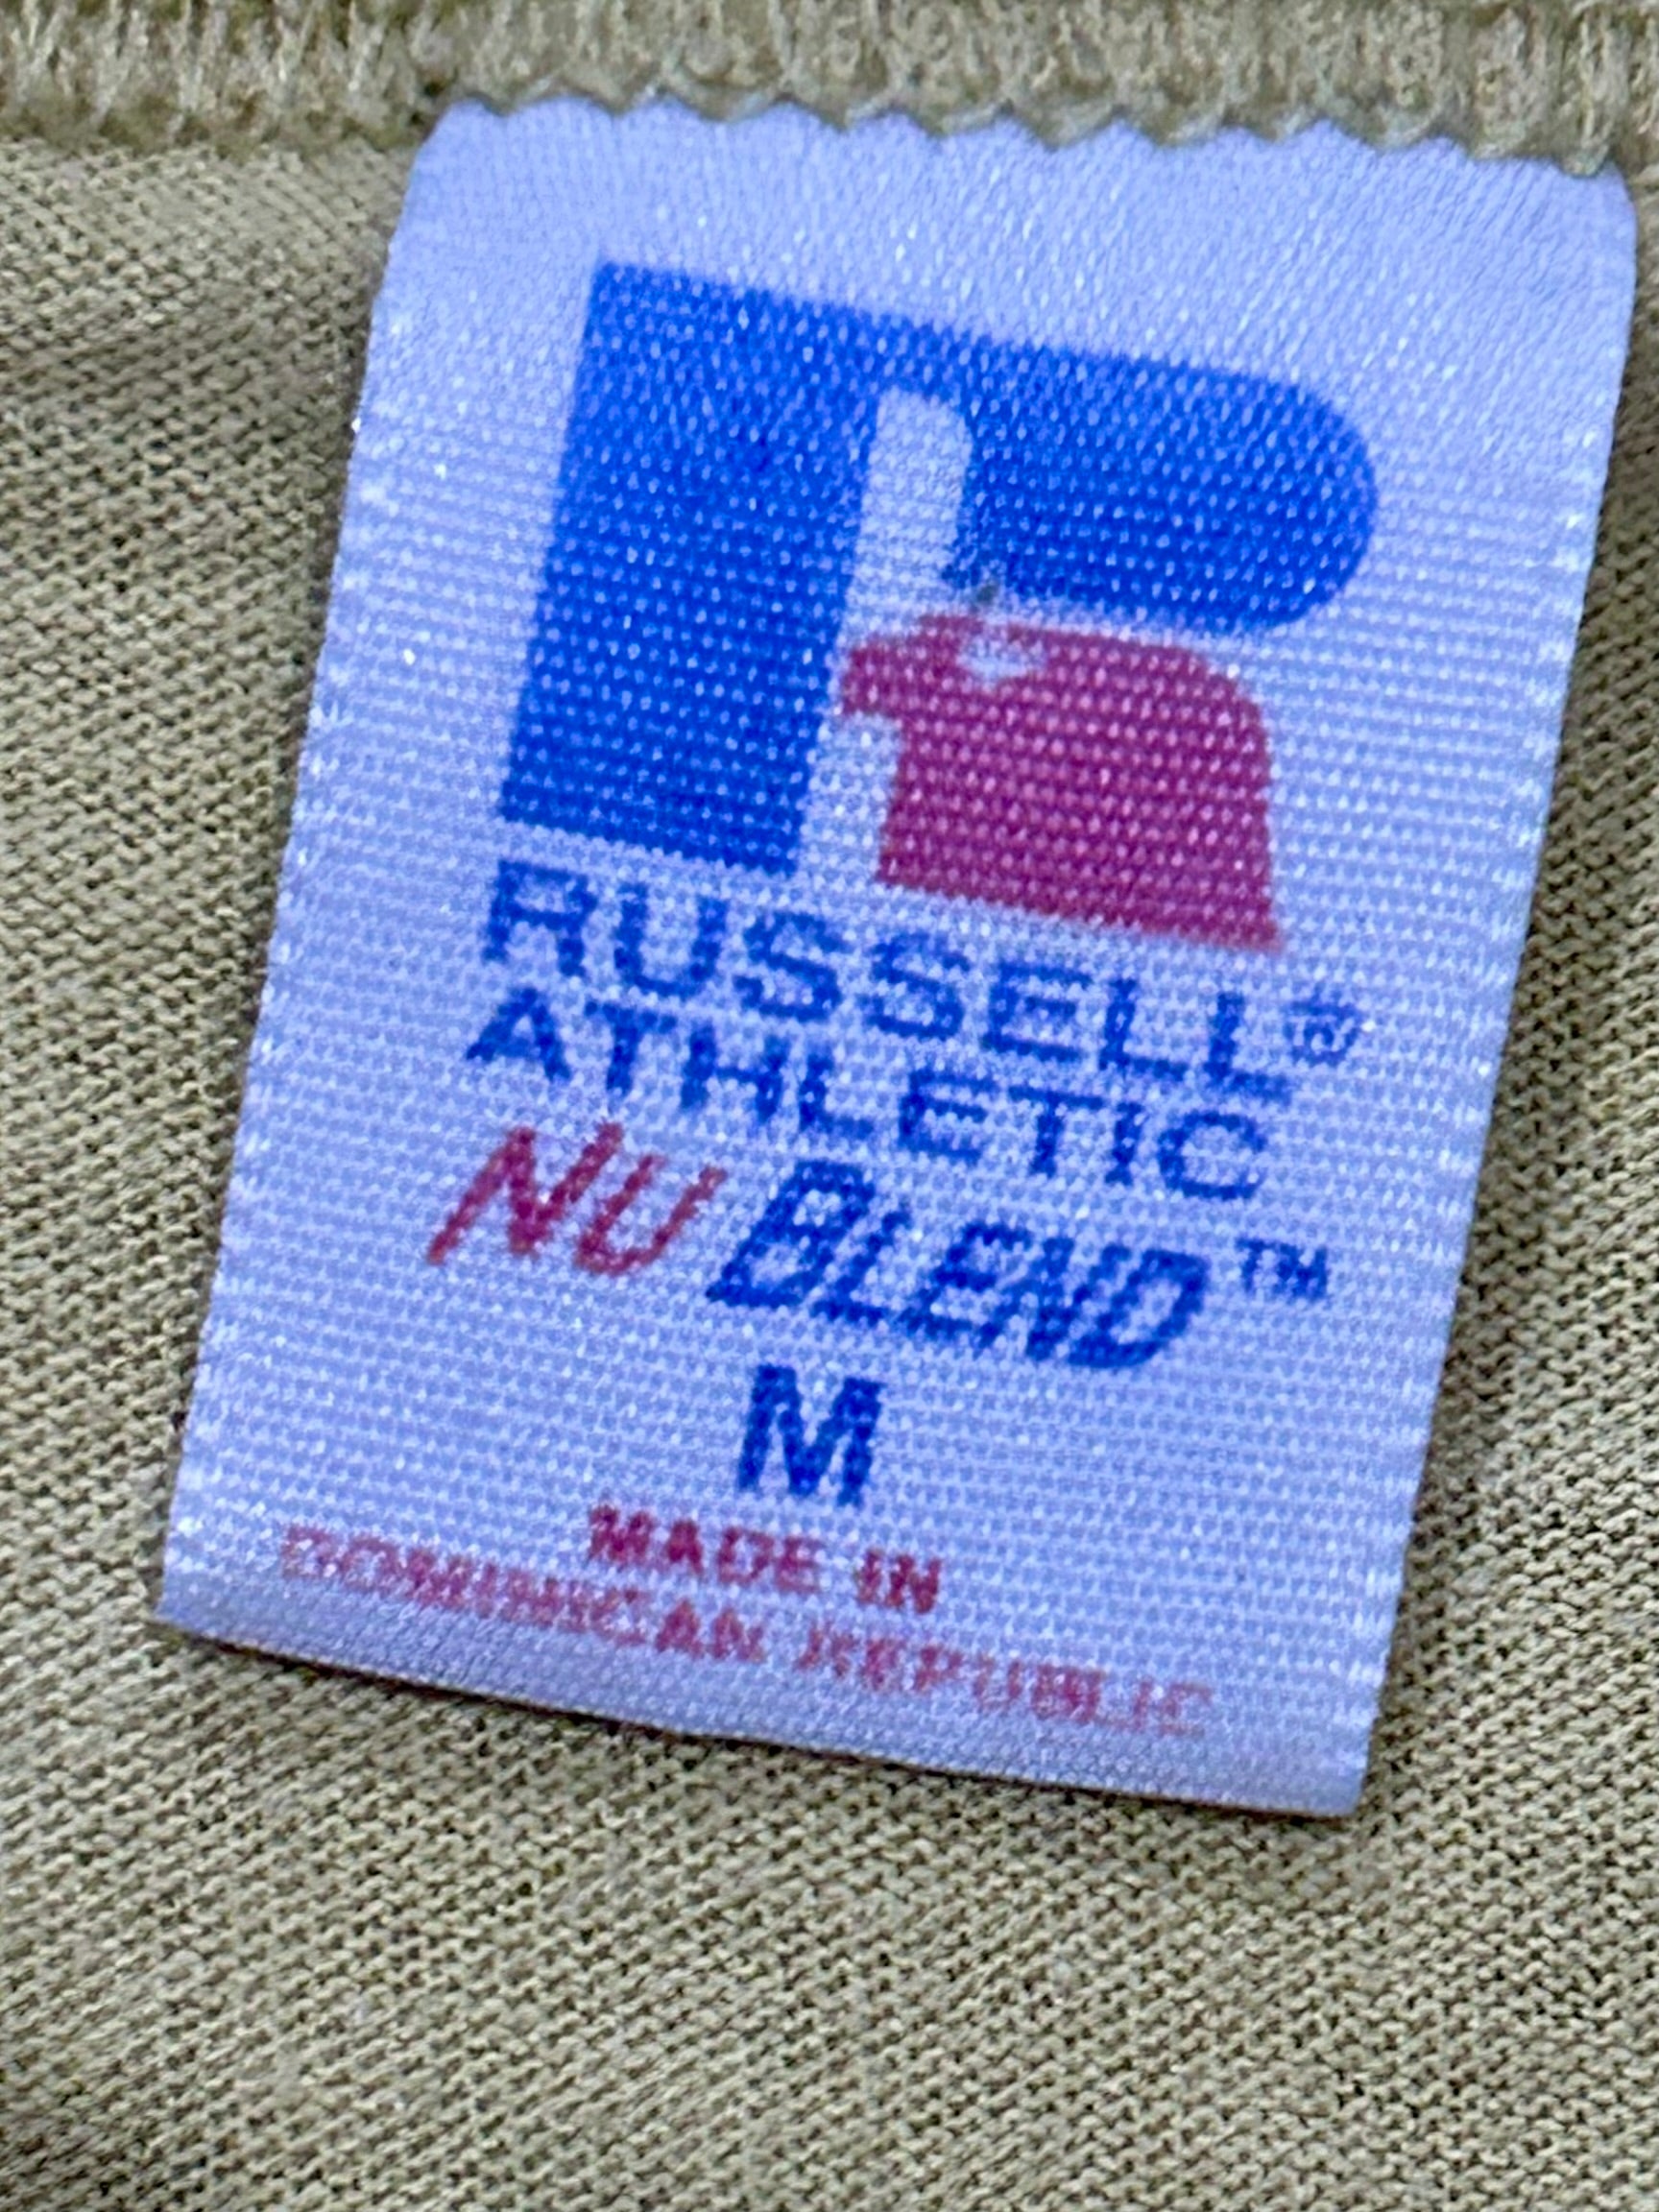 RUSSELL®
ATHLETIC
NU BLEND™
M
MADE IN
DOMINICAN REPUBLIC